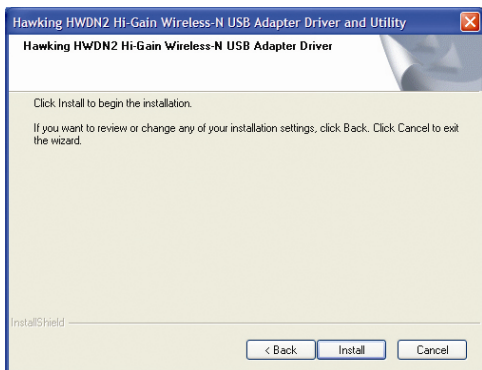 Hawking HWDN2 Hi-Gain Wireless-N USB Adapter Driver and Utility
Hawking HWDN2 Hi-Gain Wireless-N USB Adapter Driver
Click Install to begin the installation.
If you want to review or change any of your installation settings, click Back. Click Cancel to exit
the wizard.
InstallShield
< Back Install Cancel